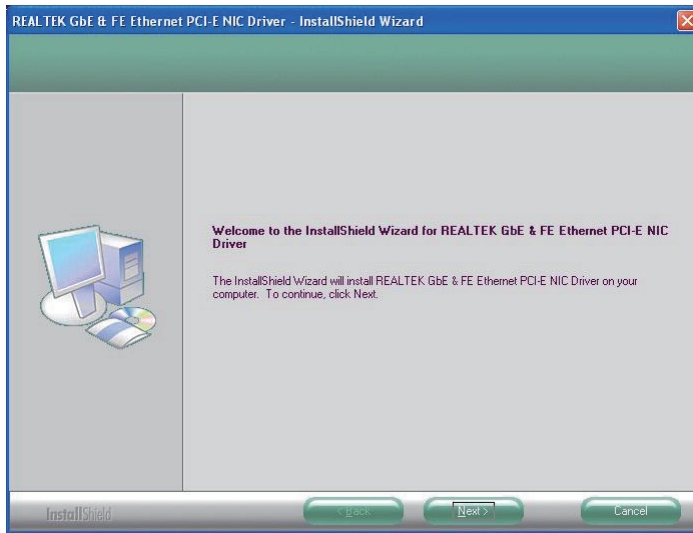 REALTEK GbE & FE Ethernet PCI-E NIC Driver - InstallShield Wizard
Welcome to the InstallShield Wizard for REALTEK GbE & FE Ethernet PCI-E NIC
Driver
The InstallShield Wizard will install REALTEK GbE & FE Ethernet PCI-E NIC Driver on your
computer. To continue, click Next.
InstallShield
< Back
Next >
Cancel